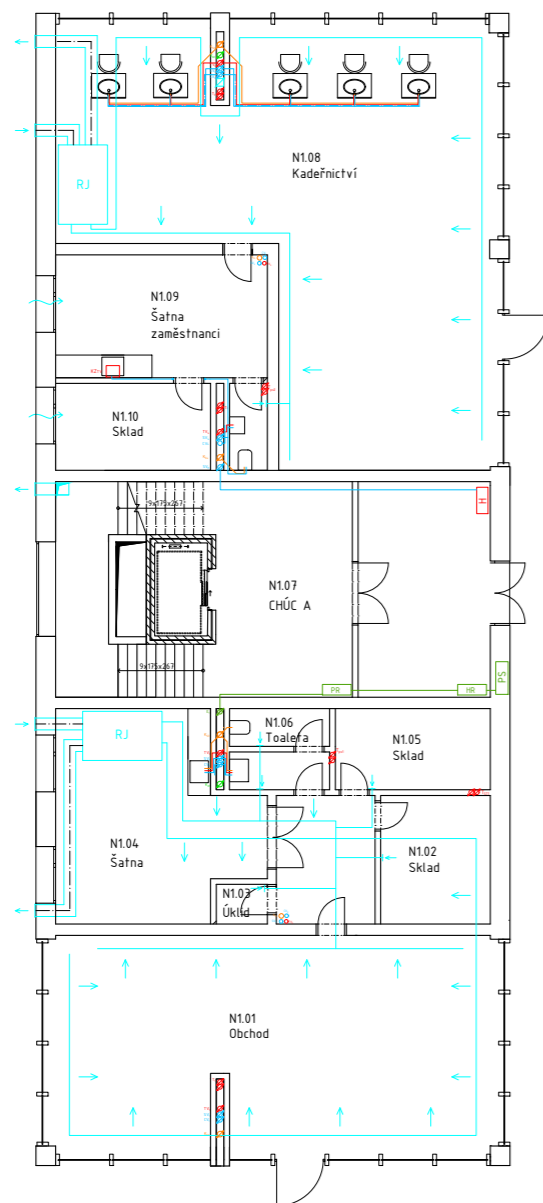 RJ
N1.08
Kadeřnictví
N1.09
Šatna
zaměstnanci
N1.10
Sklad
9x175x267
H
N1.07
CHÚC A
9x175x267
PR
HR
PS
RJ
N1.06
Toaleta
N1.05
Sklad
N1.04
Šatna
N1.02
Sklad
N1.03
Úklid
N1.01
Obchod